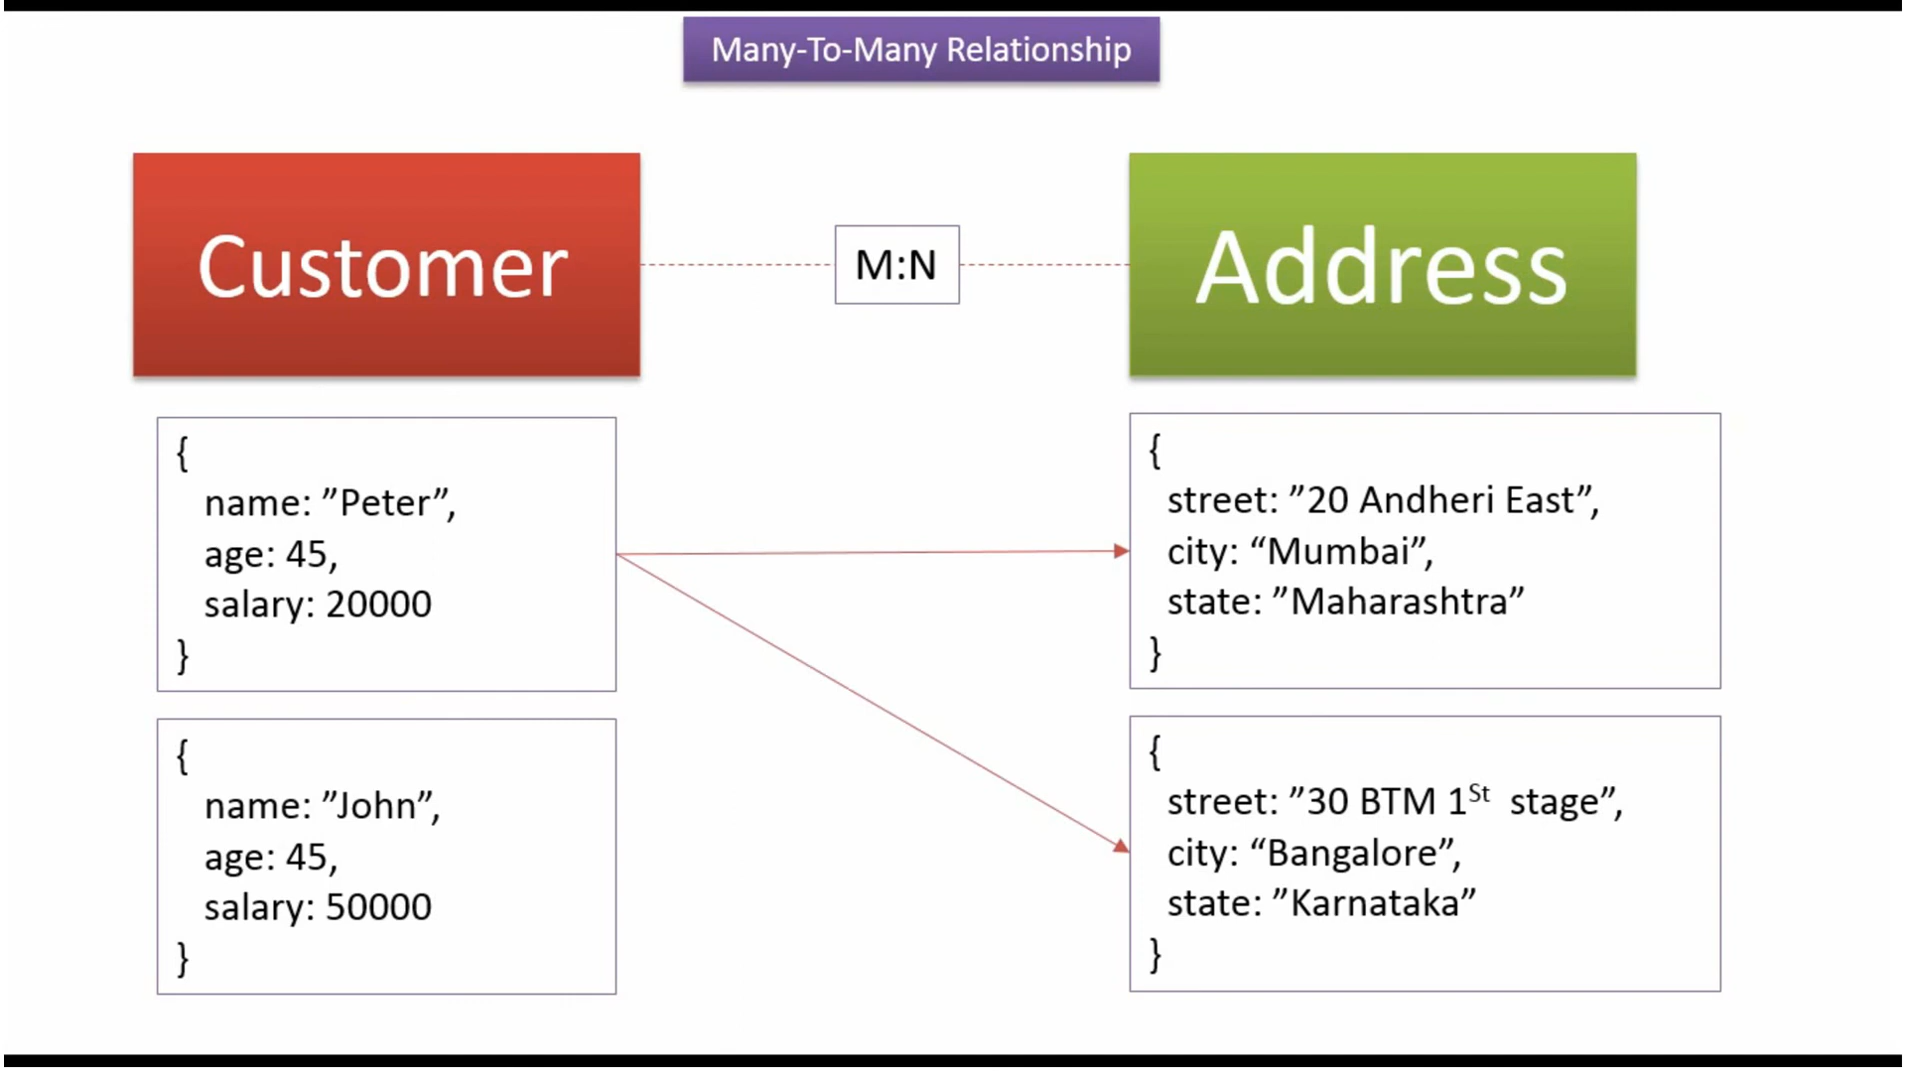 Many-To-Many Relationship
Customer
M:N
Address
{
name: ”Peter”,
age: 45,
salary: 20000
}
{
street: ”20 Andheri East”,
city: “Mumbai”,
state: ”Maharashtra”
}
{
name: ”John”,
age: 45,
salary: 50000
}
{
street: ”30 BTM 1St stage”,
city: “Bangalore”,
state: ”Karnataka”
}